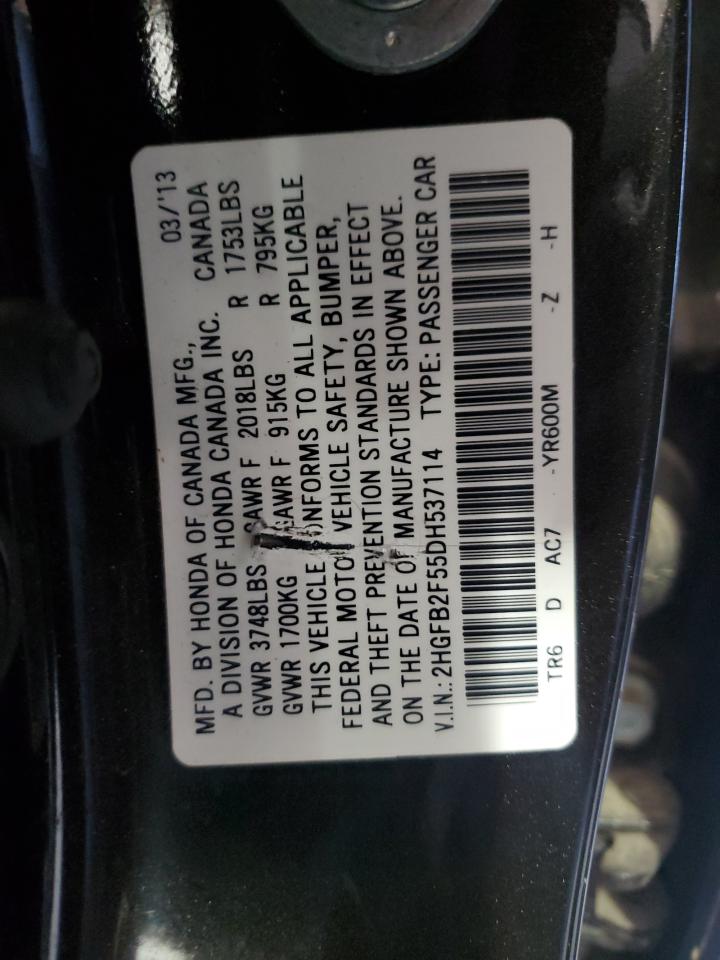 MFD. BY HONDA OF CANADA MFG., 03/'13
A DIVISION OF HONDA CANADA INC. CANADA
GVWR 3748LBS GAWR F 2018LBS R 1753LBS
GVWR 1700KG GAWR F 915KG R 795KG
THIS VEHICLE CONFORMS TO ALL APPLICABLE
FEDERAL MOTOR VEHICLE SAFETY, BUMPER,
AND THEFT PREVENTION STANDARDS IN EFFECT
ON THE DATE OF MANUFACTURE SHOWN ABOVE.
V.I.N.: 2HGFB2F55DH537114 TYPE: PASSENGER CAR
TR6 D AC7 -YR600M -Z -H